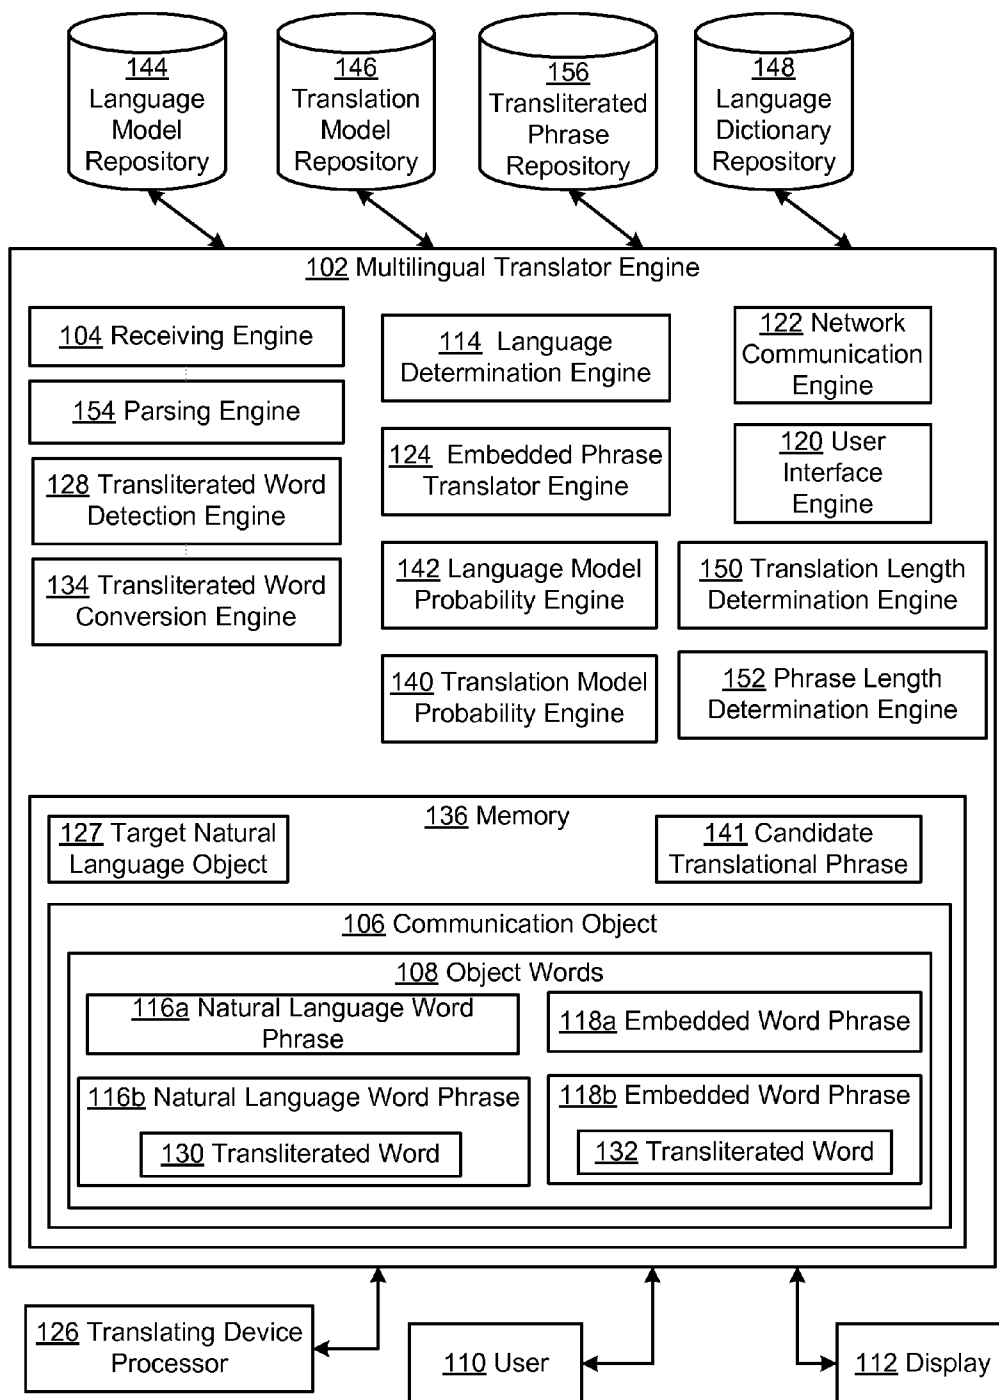 144
Language
Model
Repository
146
Translation
Model
Repository
156
Transliterated
Phrase
Repository
148
Language
Dictionary
Repository
102 Multilingual Translator Engine
104 Receiving Engine
154 Parsing Engine
128 Transliterated Word
Detection Engine
134 Transliterated Word
Conversion Engine
114 Language
Determination Engine
124 Embedded Phrase
Translator Engine
142 Language Model
Probability Engine
140 Translation Model
Probability Engine
122 Network
Communication
Engine
120 User
Interface
Engine
150 Translation Length
Determination Engine
152 Phrase Length
Determination Engine
136 Memory
127 Target Natural
Language Object
141 Candidate
Translational Phrase
106 Communication Object
108 Object Words
116a Natural Language Word
Phrase
118a Embedded Word Phrase
116b Natural Language Word Phrase
130 Transliterated Word
118b Embedded Word Phrase
132 Transliterated Word
126 Translating Device
Processor
110 User
112 Display